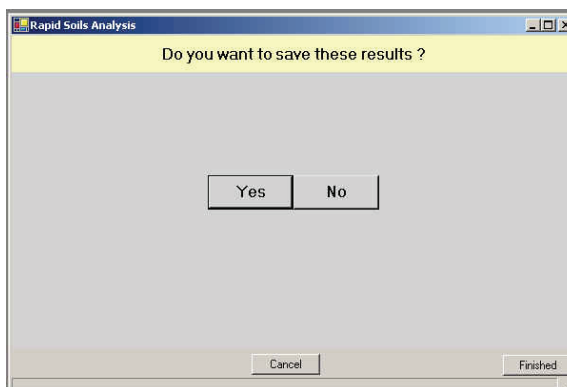 Rapid Soils Analysis
Do you want to save these results ?
Yes No
Cancel Finished